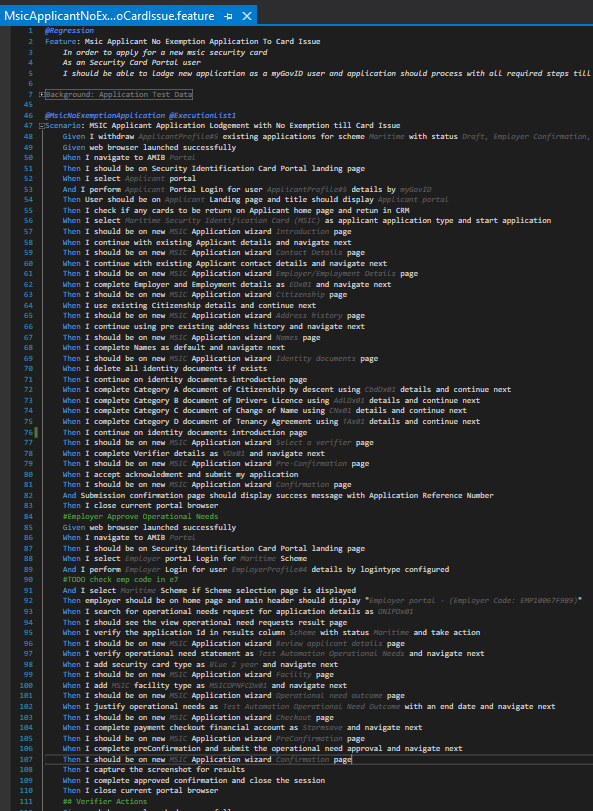 MsicApplicantNoEx...oCardIssue.feature
1 @Regression
2 Feature: Msic Applicant No Exemption Application To Card Issue
3 In order to apply for a new msic security card
4 As an Security Card Portal user
5 I should be able to lodge new application as a myGovID user and application should process with all required steps till
6
7 Background: Application Test Data
45
46 @MsicNoExemptionApplication @ExecutionList1
47 Scenario: MSIC Applicant Application Lodgement with No Exemption till Card Issue
48 Given I withdraw ApplicantProfile#5 existing applications for scheme Maritime with status Draft, Employer Confirmation,
49 Given web browser launched successfully
50 When I navigate to AMIB Portal
51 Then I should be on Security Identification Card Portal landing page
52 When I select Applicant portal
53 And I perform Applicant Portal Login for user ApplicantProfile#5 details by myGovID
54 Then User should be on Applicant Landing page and title should display Applicant portal
55 Then I check if any cards to be return on Applicant home page and retun in CRM
56 When I select Maritime Security Identification Card (MSIC) as applicant application type and start application
57 Then I should be on new MSIC Application wizard Introduction page
58 When I continue with existing Applicant details and navigate next
59 Then I should be on new MSIC Application wizard Contact Details page
60 When I continue with existing Applicant contact details and navigate next
61 Then I should be on new MSIC Application wizard Employer/Employment Details page
62 When I complete Employer and Employment details as EDx01 and navigate next
63 Then I should be on new MSIC Application wizard Citizenship page
64 When I use existing Citizenship details and continue next
65 Then I should be on new MSIC Application wizard Address history page
66 When I continue using pre existing address history and navigate next
67 Then I should be on new MSIC Application wizard Names page
68 When I complete Names as default and navigate next
69 Then I should be on new MSIC Application wizard Identity documents page
70 When I delete all identity documents if exists
71 Then I continue on identity documents introduction page
72 When I complete Category A document of Citizenship by descent using CbdDx01 details and continue next
73 When I complete Category B document of Drivers Licence using AdlDx01 details and continue next
74 When I complete Category C document of Change of Name using CNx01 details and continue next
75 When I complete Category D document of Tenancy Agreement using TAx01 details and continue next
76 Then I continue on identity documents introduction page
77 Then I should be on new MSIC Application wizard Select a verifier page
78 When I complete Verifier details as VDx01 and navigate next
79 Then I should be on new MSIC Application wizard Pre-Confirmation page
80 When I accept acknowledment and submit my application
81 Then I should be on new MSIC Application wizard Confirmation page
82 And Submission confirmation page should display success message with Application Reference Number
83 Then I close current portal browser
84 #Employer Approve Operational Needs
85 Given web browser launched successfully
86 When I navigate to AMIB Portal
87 Then I should be on Security Identification Card Portal landing page
88 When I select Employer portal Login for Maritime Scheme
89 And I perform Employer Login for user EmployerProfile#4 details by logintype configured
90 #TODO check emp code in e7
91 And I select Maritime Scheme if Scheme selection page is displayed
92 Then employer should be on home page and main header should display "Employer portal - (Employer Code: EMP10067F989)"
93 When I search for operational needs request for application details as ONIPDx01
94 Then I should see the view operational need requests result page
95 When I verify the application Id in results column Scheme with status Maritime and take action
96 Then I should be on new MSIC Application wizard Review applicant details page
97 When I verify operational need statement as Test Automation Operational Needs and navigate next
98 When I add security card type as Blue 2 year and navigate next
99 Then I should be on new MSIC Application wizard Facility page
100 When I add MSIC facility type as MSICOPNFCDx01 and navigate next
101 Then I should be on new MSIC Application wizard Operational need outcome page
102 When I justify operational needs as Test Automation Operational Need Outcome with an end date and navigate next
103 Then I should be on new MSIC Application wizard Checkout page
104 When I complete payment checkout financial account as Starmsave and navigate next
105 Then I should be on new MSIC Application wizard PreConfirmation page
106 When I complete preConfirmation and submit the operational need approval and navigate next
107 Then I should be on new MSIC Application wizard Confirmation page
108 Then I capture the screenshot for results
109 When I complete approved confirmation and close the session
110 Then I close current portal browser
111 ## Verifier Actions